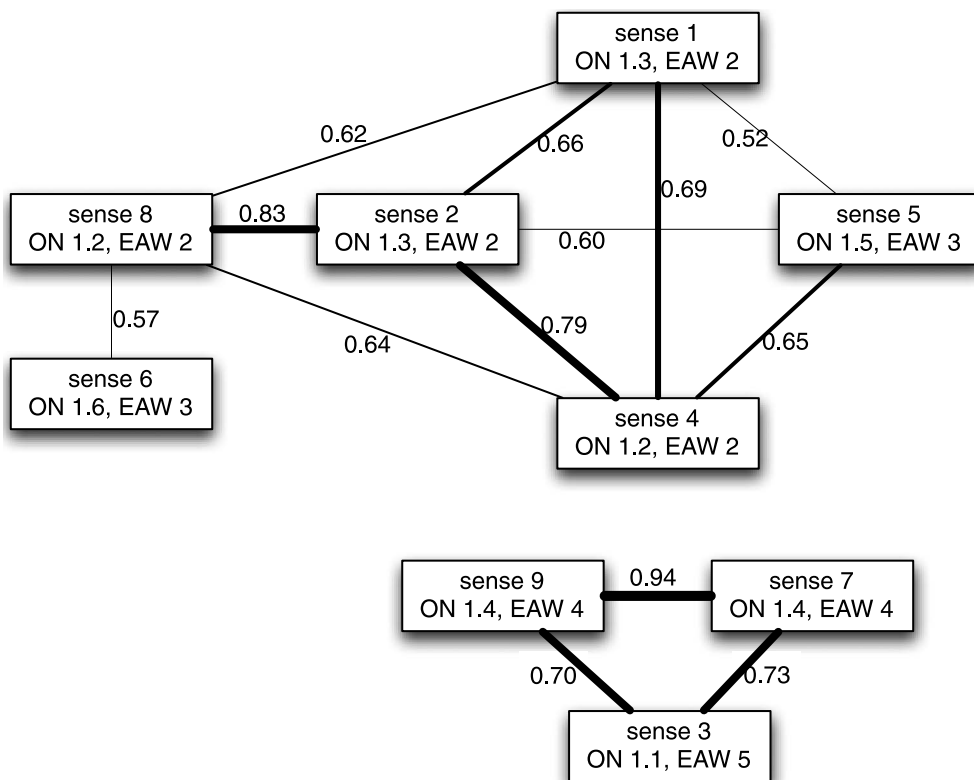 sense 1
ON 1.3, EAW 2
0.62
0.66
0.52
0.69
sense 8
ON 1.2, EAW 2
0.83
sense 2
ON 1.3, EAW 2
0.60
sense 5
ON 1.5, EAW 3
0.57
0.64
0.79
0.65
sense 6
ON 1.6, EAW 3
sense 4
ON 1.2, EAW 2
sense 9
ON 1.4, EAW 4
0.94
sense 7
ON 1.4, EAW 4
0.70
0.73
sense 3
ON 1.1, EAW 5